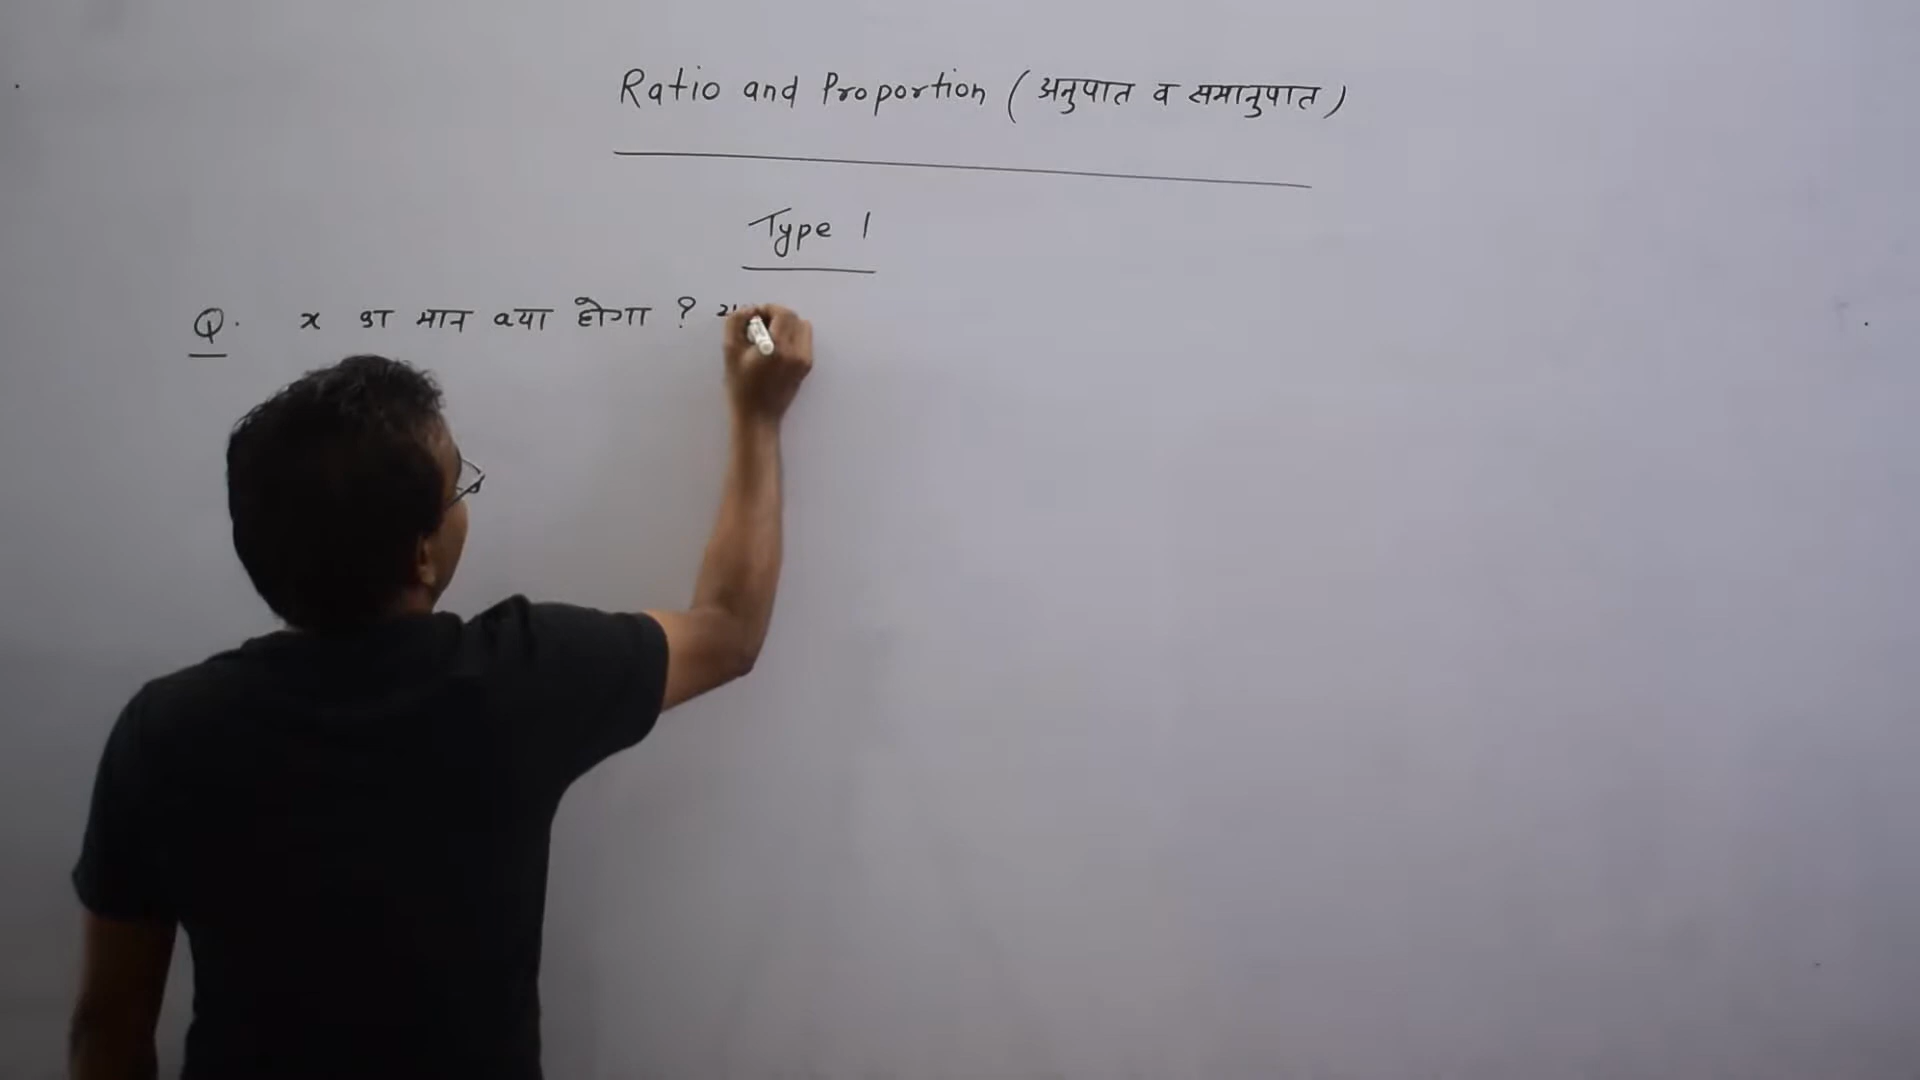 Ratio and Proportion (अनुपात व समानुपात)
Type 1
Q. x का मान क्या होगा ?